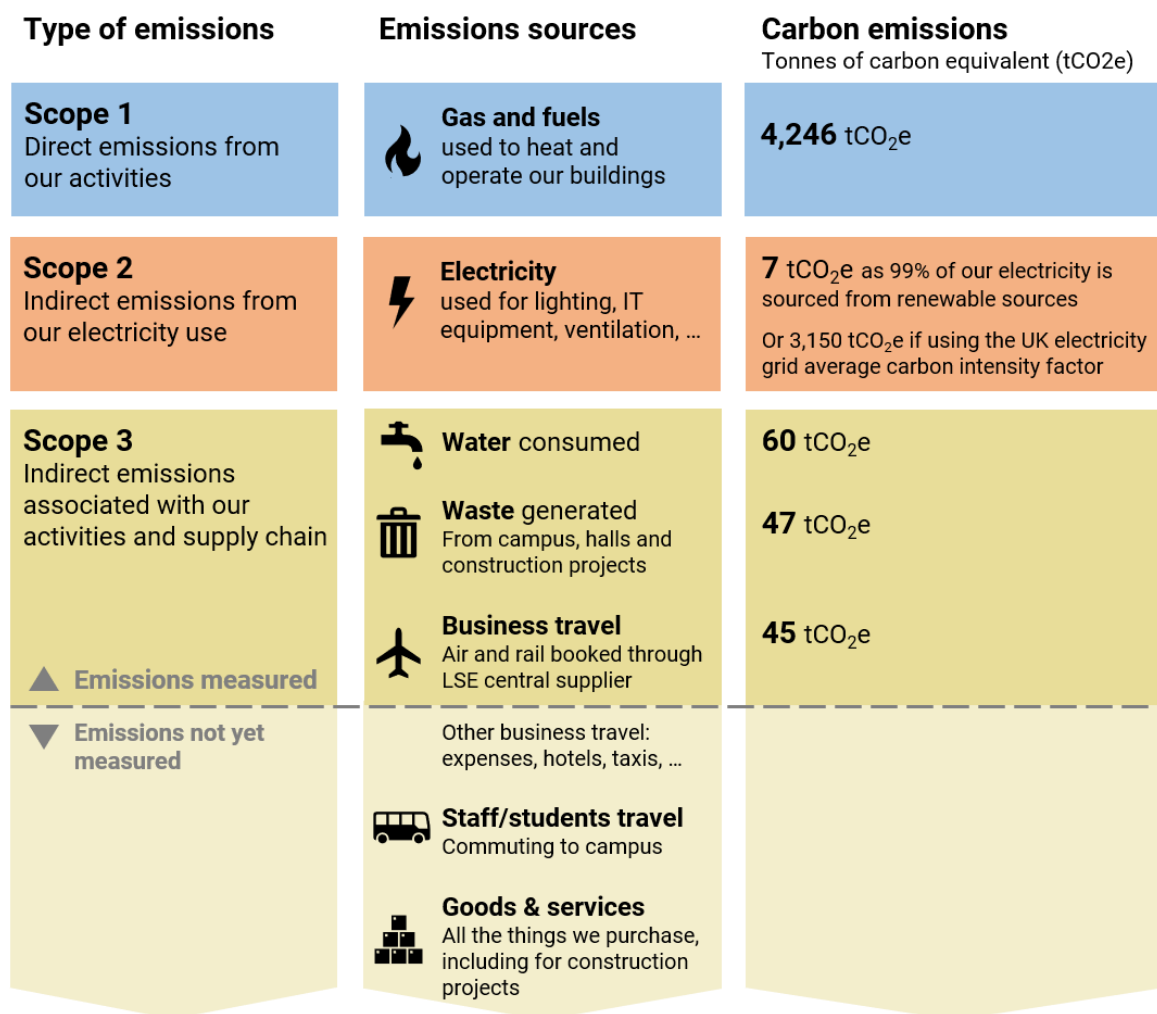 Type of emissions
Emissions sources
Carbon emissions
Tonnes of carbon equivalent (tCO2e)
Scope 1
Direct emissions from
our activities
Gas and fuels
used to heat and
operate our buildings
4,246 tCO₂e
Scope 2
Indirect emissions from
our electricity use
Electricity
used for lighting, IT
equipment, ventilation, ...
7 tCO₂e as 99% of our electricity is
sourced from renewable sources
Or 3,150 tCO₂e if using the UK electricity
grid average carbon intensity factor
Scope 3
Indirect emissions
associated with our
activities and supply chain
Water consumed
60 tCO₂e
Waste generated
From campus, halls and
construction projects
47 tCO₂e
Business travel
Air and rail booked through
LSE central supplier
45 tCO₂e
Emissions measured
Emissions not yet
measured
Other business travel:
expenses, hotels, taxis, ...
Staff/students travel
Commuting to campus
Goods & services
All the things we purchase,
including for construction
projects